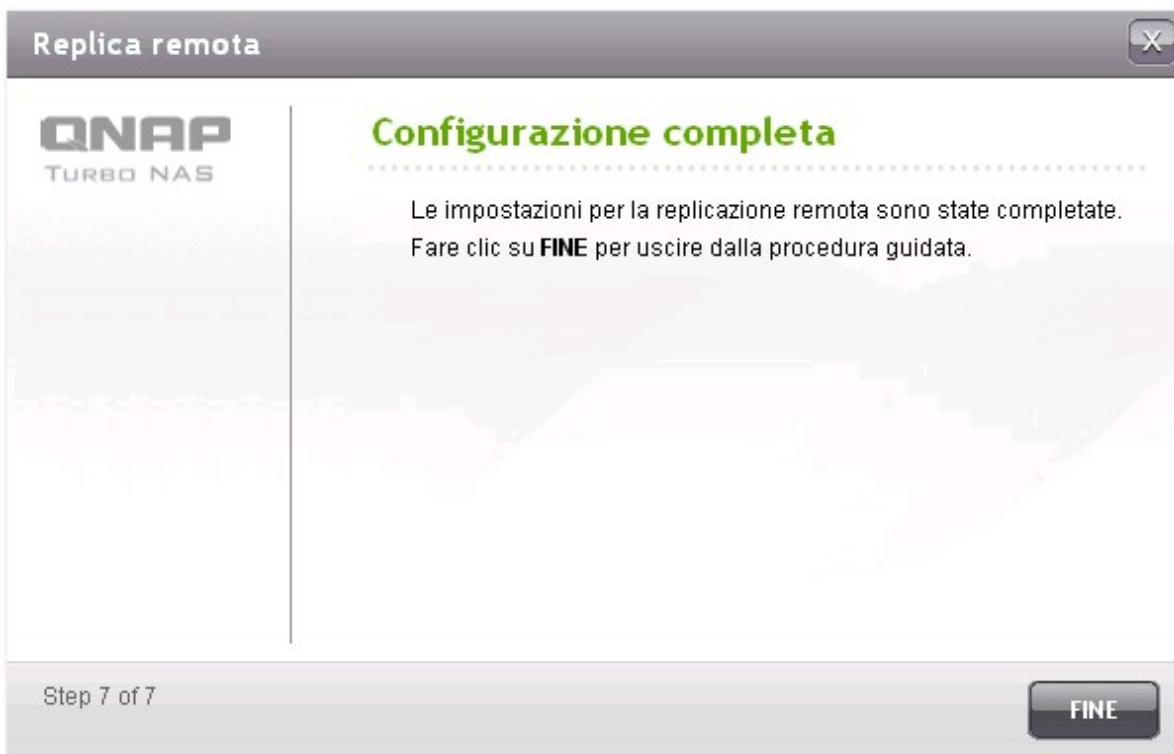 Replica remota
X
QNAP
TURBO NAS
Configurazione completa
Le impostazioni per la replicazione remota sono state completate.
Fare clic su FINE per uscire dalla procedura guidata.
Step 7 of 7
FINE